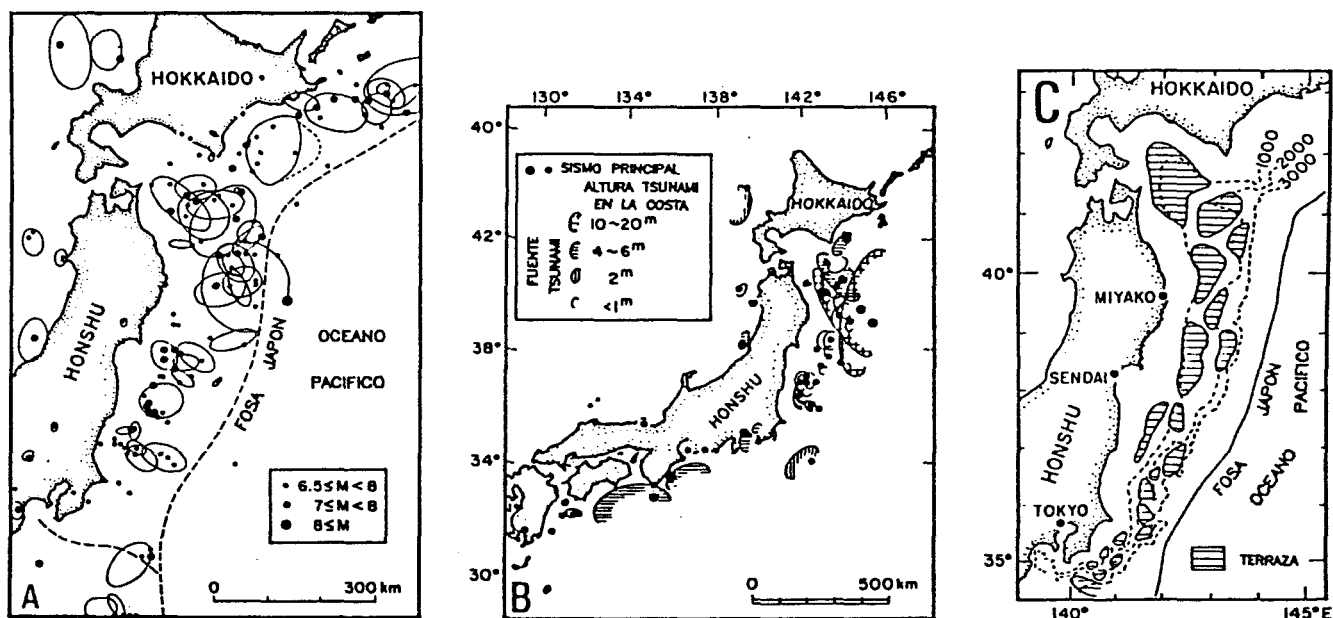 A
HOKKAIDO
HONSHU
FOSA JAPON
OCEANO
PACIFICO
• 6.5≤M<8
• 7≤M<8
• 8≤M
0 300 km
B
130° 134° 138° 142° 146°
40°
42°
38°
34°
30°
SISMO PRINCIPAL
ALTURA TSUNAMI
EN LA COSTA
FUENTE
TSUNAMI
10~20m
4~6m
2m
<1m
HOKKAIDO
HONSHU
0 500 km
C
HOKKAIDO
1000
2000
3000
40°
MIYAKO
SENDAI
HONSHU
TOKYO
FOSA JAPON
OCEANO PACIFICO
TERRAZA
35°
140° 145°E